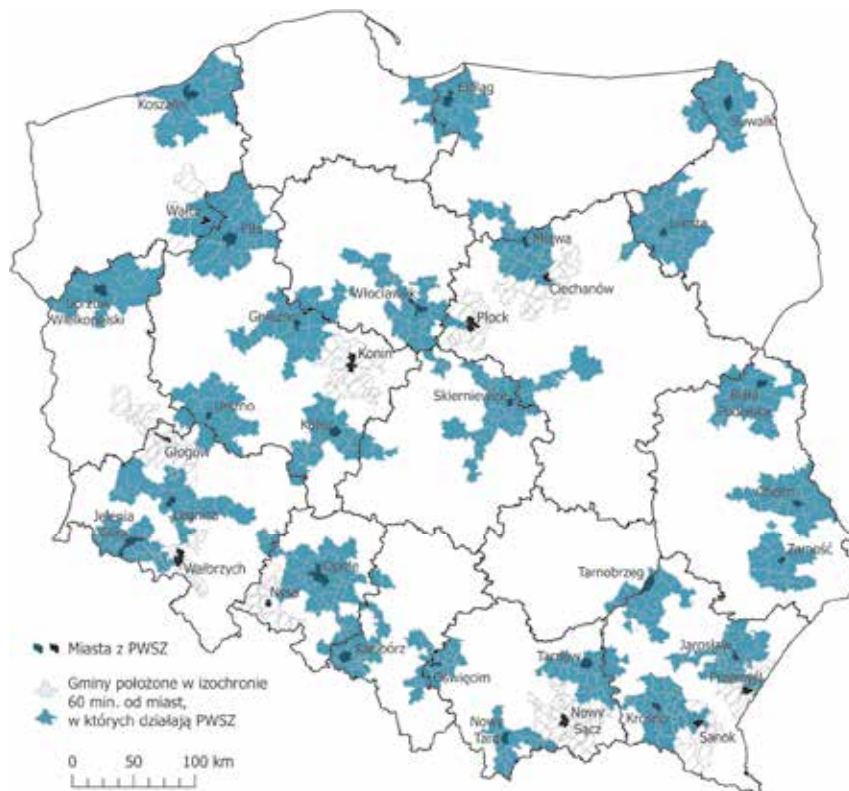 Koszalin
Elbląg
Suwałki
Wałcz
Piła
Łomża
Mława
Ciechanów
Gorzów
Wielkopolski
Włocławek
Płock
Gniezno
Konin
Skierniewice
Biała
Podlaska
Leszno
Kalisz
Głogów
Chełm
Legnica
Jelenia
Góra
Zamość
Wałbrzych
Opole
Tarnobrzeg
Nysa
Racibórz
Oświęcim
Jarosław
Przemyśl
Tarnów
Krosno
Nowy
Sącz
Sanok
Nowy
Targ
Miasta z PWSZ
Gminy położone w izochronie
60 min. od miast,
w których działają PWSZ
0 50 100 km